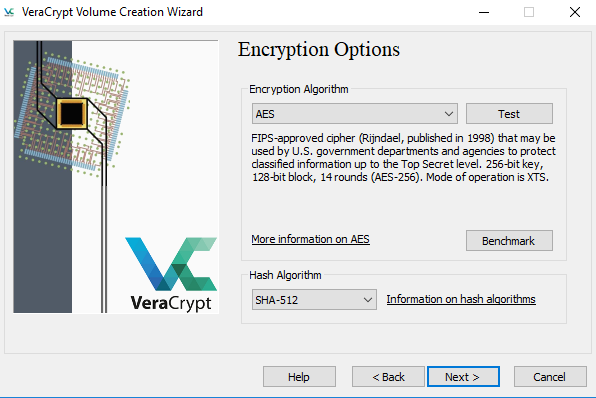 VeraCrypt Volume Creation Wizard
Encryption Options
Encryption Algorithm
AES
Test
FIPS-approved cipher (Rijndael, published in 1998) that may be
used by U.S. government departments and agencies to protect
classified information up to the Top Secret level. 256-bit key,
128-bit block, 14 rounds (AES-256). Mode of operation is XTS.
More information on AES
Benchmark
Hash Algorithm
SHA-512
Information on hash algorithms
VeraCrypt
Help
< Back
Next >
Cancel